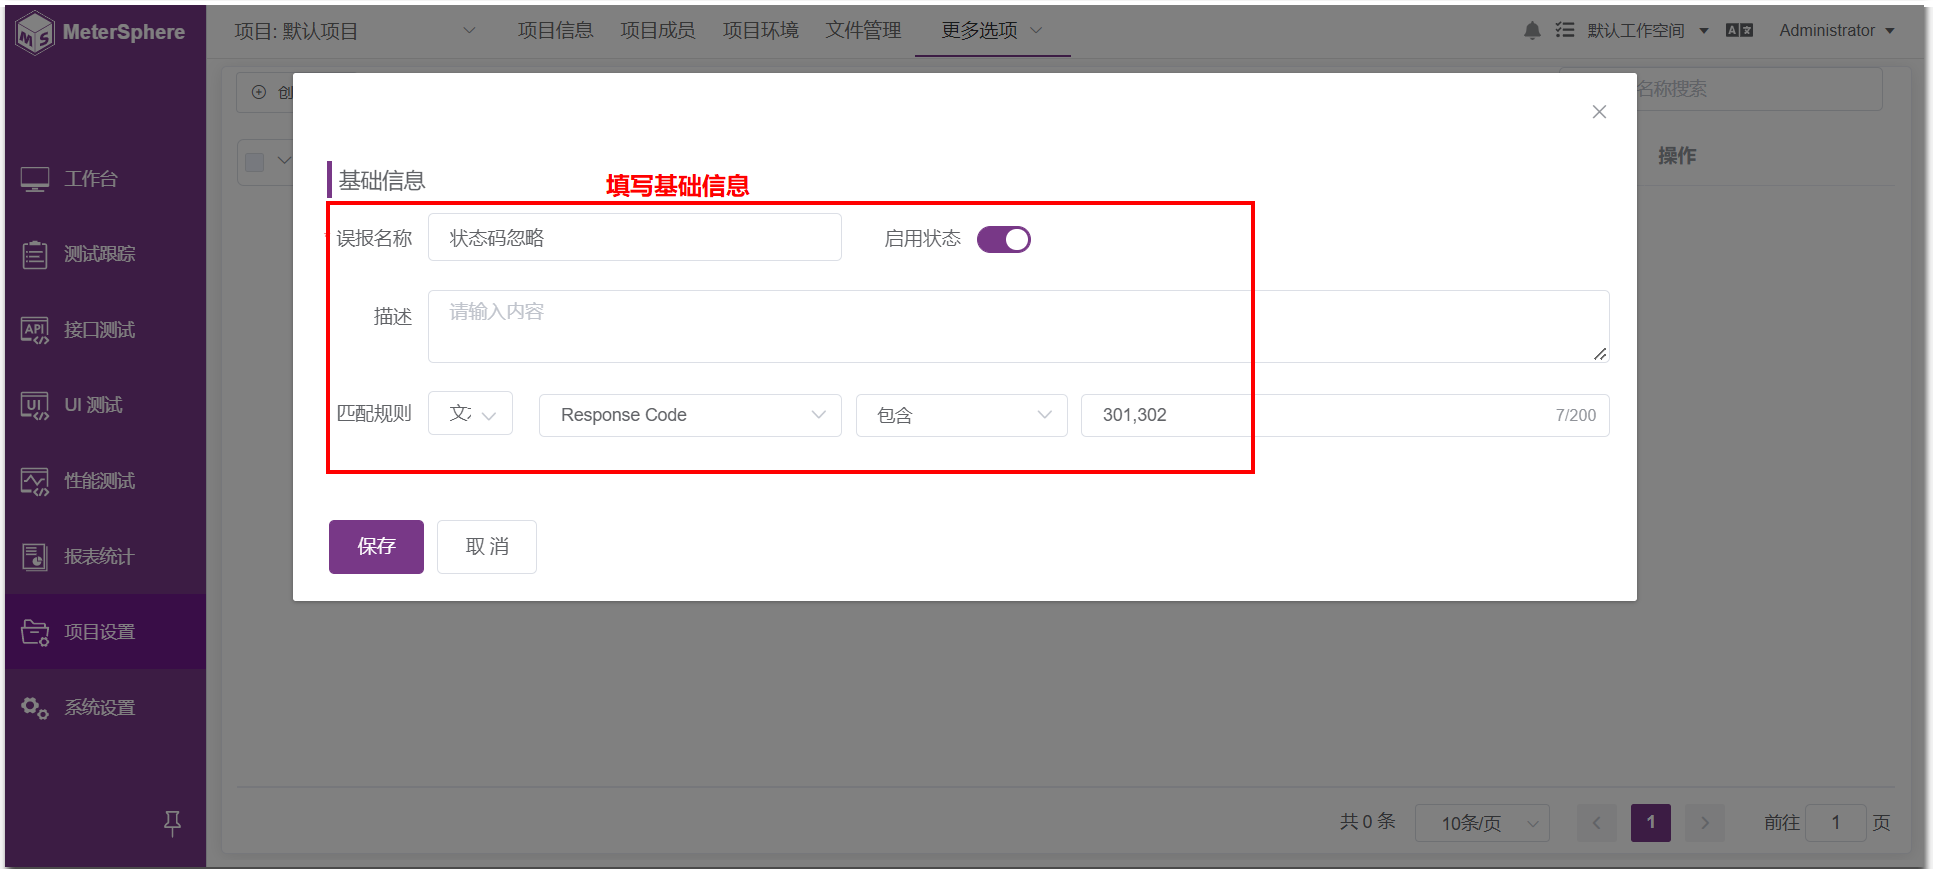 MeterSphere
项目: 默认项目
项目信息
项目成员
项目环境
文件管理
更多选项
默认工作空间
Administrator
创
名称搜索
操作
工作台
测试跟踪
接口测试
UI 测试
性能测试
报表统计
项目设置
系统设置
基础信息
填写基础信息
* 误报名称
状态码忽略
启用状态
描述
请输入内容
匹配规则
Response Code
包含
301,302
7/200
保存
取 消
共 0 条
10条/页
1
前往
1
页